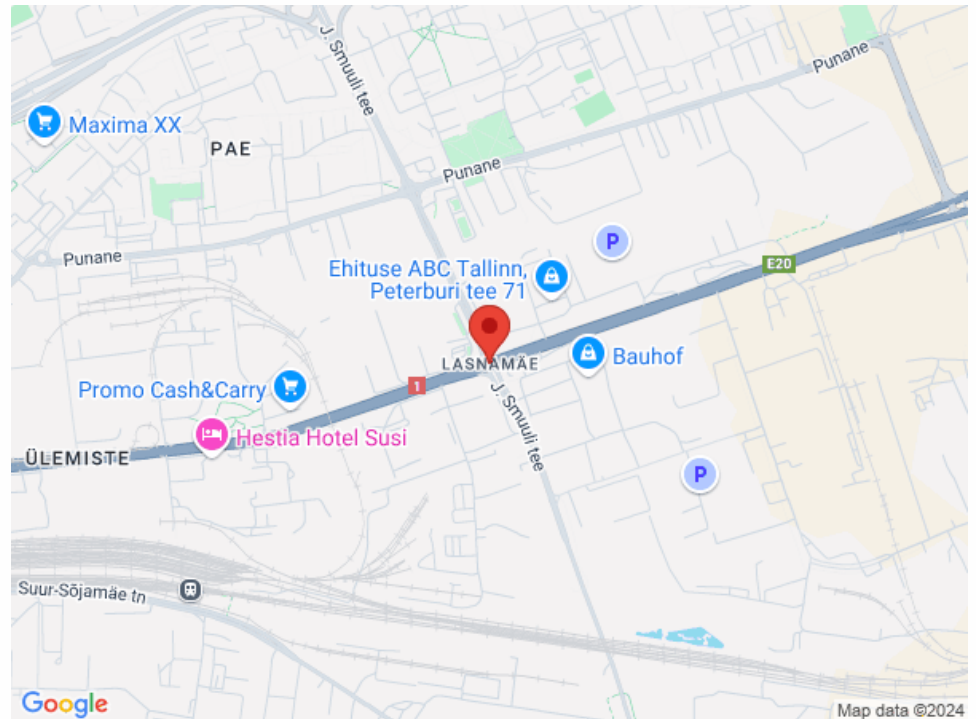 J. Smuuli tee
Punane
Maxima XX
PAE
Punane
Punane
P
Ehituse ABC Tallinn,
Peterburi tee 71
E20
LASNAMÄE
Bauhof
1
Promo Cash&Carry
J. Smuuli tee
Hestia Hotel Susi
ÜLEMISTE
P
Suur-Sõjamäe tn
Google
Map data ©2024